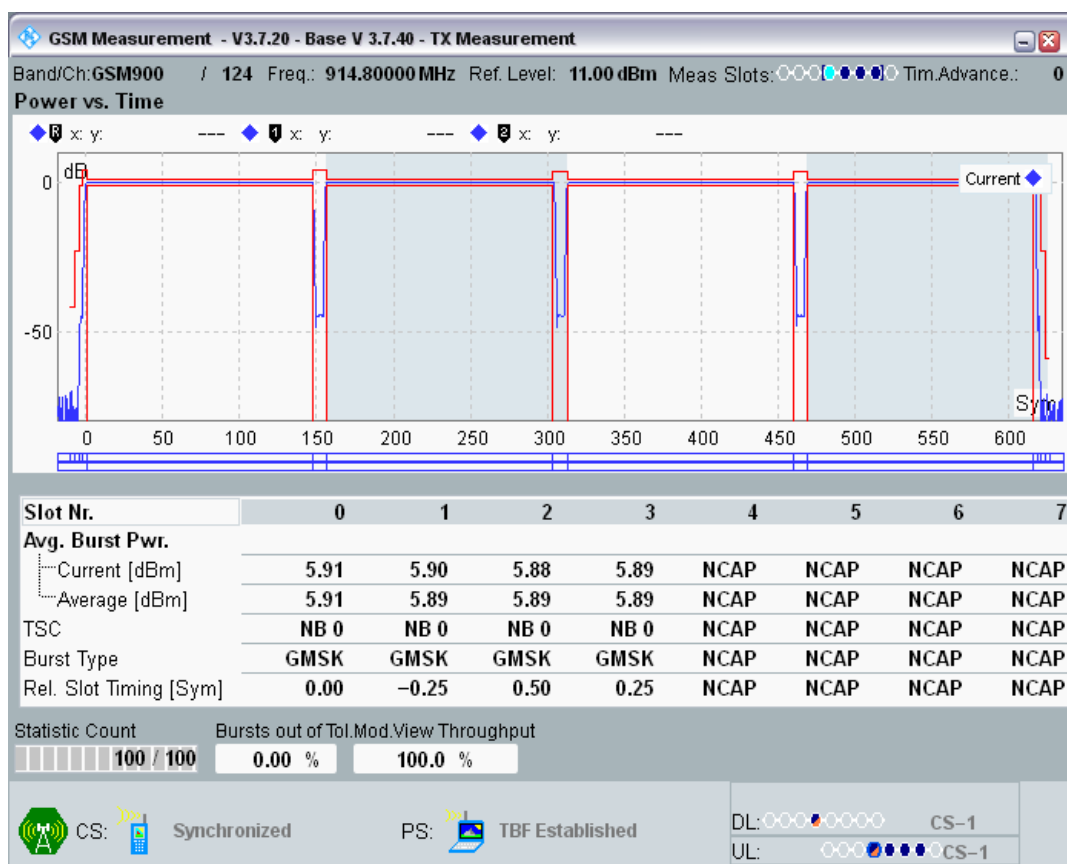 GSM Measurement - V3.7.20 - Base V 3.7.40 - TX Measurement
Band/Ch:GSM900 / 124 Freq.: 914.80000 MHz Ref. Level: 11.00 dBm Meas Slots: Tim.Advance.: 0
Power vs. Time
R x: y: --- 1 x: y: --- 2 x: y: ---
dB
0
Current
-50
Sym
0 50 100 150 200 250 300 350 400 450 500 550 600
Slot Nr. 0 1 2 3 4 5 6 7
Avg. Burst Pwr.
Current [dBm] 5.91 5.90 5.88 5.89 NCAP NCAP NCAP NCAP
Average [dBm] 5.91 5.89 5.89 5.89 NCAP NCAP NCAP NCAP
TSC NB 0 NB 0 NB 0 NB 0 NCAP NCAP NCAP NCAP
Burst Type GMSK GMSK GMSK GMSK NCAP NCAP NCAP NCAP
Rel. Slot Timing [Sym] 0.00 −0.25 0.50 0.25 NCAP NCAP NCAP NCAP
Statistic Count Bursts out of Tol. Mod.View Throughput
100 / 100 0.00 % 100.0 %
CS: Synchronized PS: TBF Established DL: CS−1
UL: CS−1